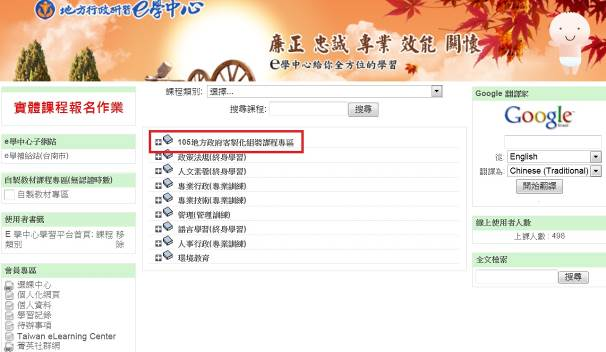 地方行政研習e學中心
廉正 忠誠 專業 效能 關懷
e學中心給你全方位的學習
實體課程報名作業
e學中心子網站
e學補給站(台南市)
自製教材課程專區(無認證時數)
自製教材專區
使用者書籤
E 學中心學習平台首頁: 課程類別
移除
會員專區
選課中心
個人化網頁
個人資料
學習記錄
待辦事項
Taiwan eLearning Center
菁英社群網
課程類別: 選擇...
搜尋課程:
搜尋
105地方政府客製化組裝課程專區
政策法規(終身學習)
人文素養(終身學習)
專業行政(專業訓練)
專業技術(專業訓練)
管理(管理訓練)
語言學習(終身學習)
人事行政(專業訓練)
環境教育
Google 翻譯家
Google
從: English
翻譯為: Chinese (Traditional)
開始翻譯
線上使用者人數
上課人數 : 498
全文檢索
搜尋